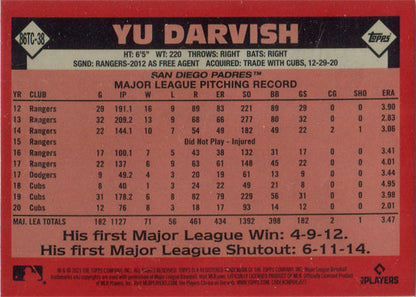 86TC-38
YU DARVISH
topps
HT: 6'5" WT: 220 THROWS: RIGHT BATS: RIGHT
SGND: RANGERS-2012 AS FREE AGENT ACQUIRED: TRADE WITH CUBS, 12-29-20
SAN DIEGO PADRES™
MAJOR LEAGUE PITCHING RECORD
YR CLUB G IP W L R ER SO BB GS CG SHO ERA
12 Rangers 29 191.1 16 9 89 83 221 89 29 0 0 3.90
13 Rangers 32 209.2 13 9 68 66 277 80 32 0 0 2.83
14 Rangers 22 144.1 10 7 54 49 182 49 22 2 1 3.06
15 Rangers Did Not Play - Injured
16 Rangers 17 100.1 7 5 43 38 132 31 17 0 0 3.41
17 Rangers 22 137 6 9 63 61 148 45 22 0 0 4.01
17 Dodgers 9 49.2 4 3 20 19 61 13 9 0 0 3.44
18 Cubs 8 40 1 3 24 22 49 21 8 0 0 4.95
19 Cubs 31 178.2 6 8 82 79 229 56 31 0 0 3.98
20 Cubs 12 76 8 3 18 17 93 14 12 0 0 2.01
MAJ. LEA TOTALS 182 1127 71 56 461 434 1392 398 182 2 1 3.47
His first Major League Win: 4-9-12.
His first Major League Shutout: 6-11-14.
PLAYERS